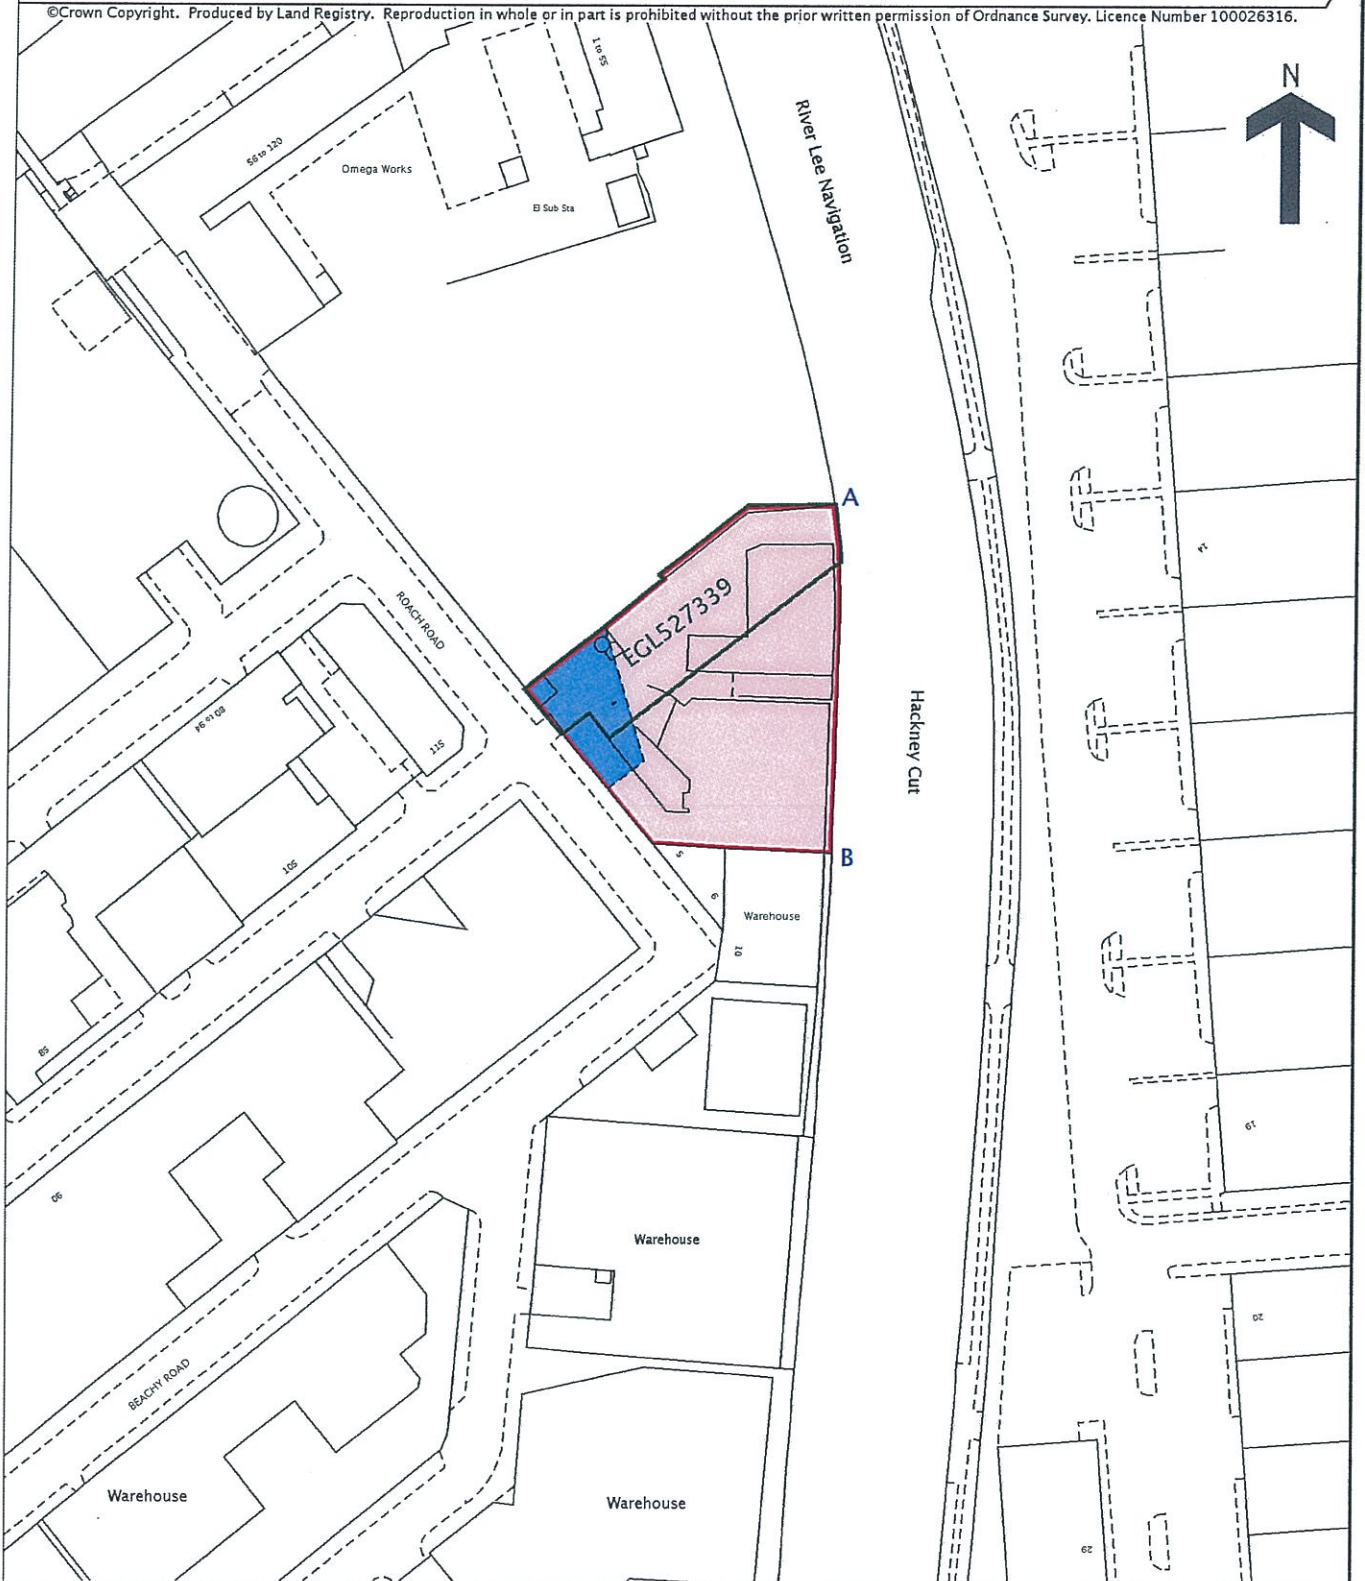 ©Crown Copyright. Produced by Land Registry. Reproduction in whole or in part is prohibited without the prior written permission of Ordnance Survey. Licence Number 100026316.
1 to 55
N
River Lee Navigation
56 to 120
Omega Works
El Sub Sta
A
ROACH ROAD
EGL527339
80 to 94
115
Hackney Cut
B
5
105
9
Warehouse
10
85
90
19
Warehouse
20
BEACHY ROAD
Warehouse
Warehouse
29